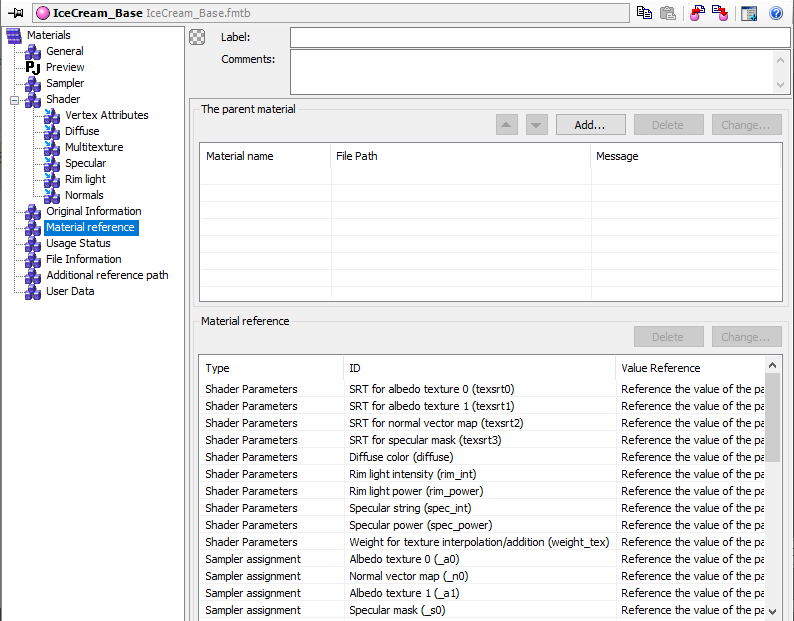 IceCream_Base IceCream_Base.fmtb
Materials
General
Preview
Sampler
Shader
Vertex Attributes
Diffuse
Multitexture
Specular
Rim light
Normals
Original Information
Material reference
Usage Status
File Information
Additional reference path
User Data
Label:
Comments:
The parent material
Add... Delete Change...
Material name File Path Message
Material reference
Delete Change...
Type ID Value Reference
Shader Parameters SRT for albedo texture 0 (texsrt0) Reference the value of the pa
Shader Parameters SRT for albedo texture 1 (texsrt1) Reference the value of the pa
Shader Parameters SRT for normal vector map (texsrt2) Reference the value of the pa
Shader Parameters SRT for specular mask (texsrt3) Reference the value of the pa
Shader Parameters Diffuse color (diffuse) Reference the value of the pa
Shader Parameters Rim light intensity (rim_int) Reference the value of the pa
Shader Parameters Rim light power (rim_power) Reference the value of the pa
Shader Parameters Specular string (spec_int) Reference the value of the pa
Shader Parameters Specular power (spec_power) Reference the value of the pa
Shader Parameters Weight for texture interpolation/addition (weight_tex) Reference the value of the pa
Sampler assignment Albedo texture 0 (_a0) Reference the value of the pa
Sampler assignment Normal vector map (_n0) Reference the value of the pa
Sampler assignment Albedo texture 1 (_a1) Reference the value of the pa
Sampler assignment Specular mask (_s0) Reference the value of the pa